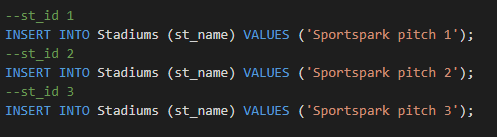 --st_id 1
INSERT INTO Stadiums (st_name) VALUES ('Sportspark pitch 1');
--st_id 2
INSERT INTO Stadiums (st_name) VALUES ('Sportspark pitch 2');
--st_id 3
INSERT INTO Stadiums (st_name) VALUES ('Sportspark pitch 3');